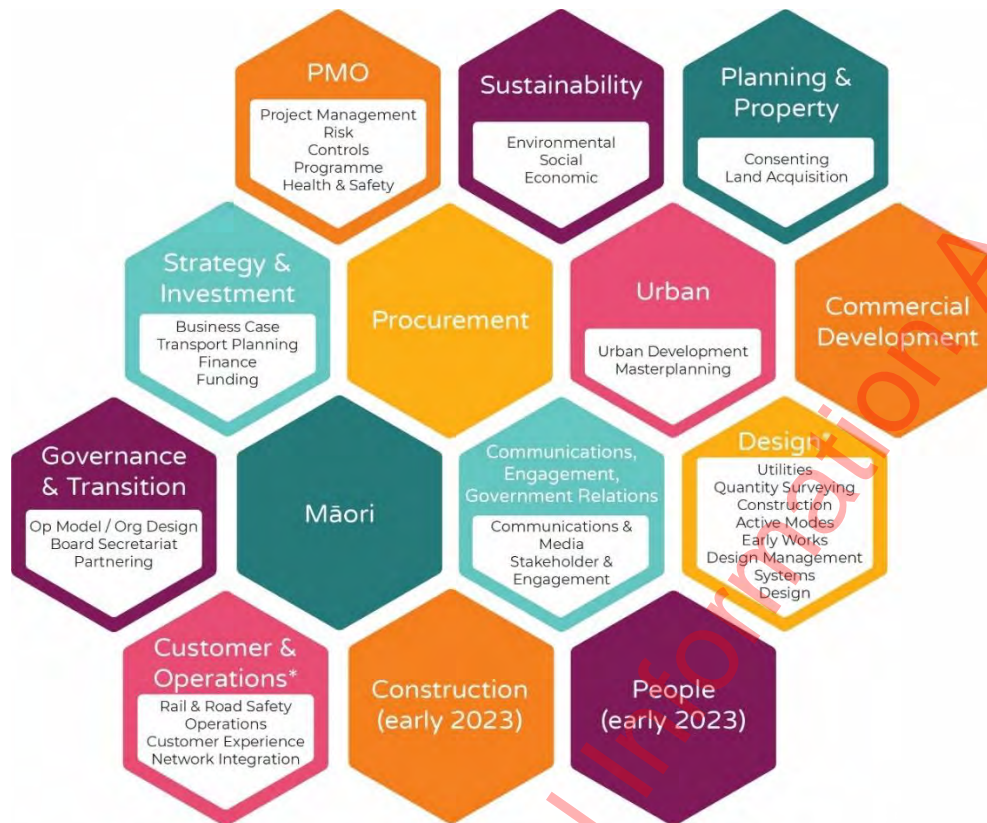 PMO
Project Management
Risk
Controls
Programme
Health & Safety
Sustainability
Environmental
Social
Economic
Planning &
Property
Consenting
Land Acquisition
Strategy &
Investment
Business Case
Transport Planning
Finance
Funding
Procurement
Urban
Urban Development
Masterplanning
Commercial
Development
Governance
& Transition
Op Model / Org Design
Board Secretariat
Partnering
Māori
Communications,
Engagement,
Government Relations
Communications &
Media
Stakeholder &
Engagement
Design*
Utilities
Quantity Surveying
Construction
Active Modes
Early Works
Design Management
Systems
Design
Customer &
Operations*
Rail & Road Safety
Operations
Customer Experience
Network Integration
Construction
(early 2023)
People
(early 2023)
Information A